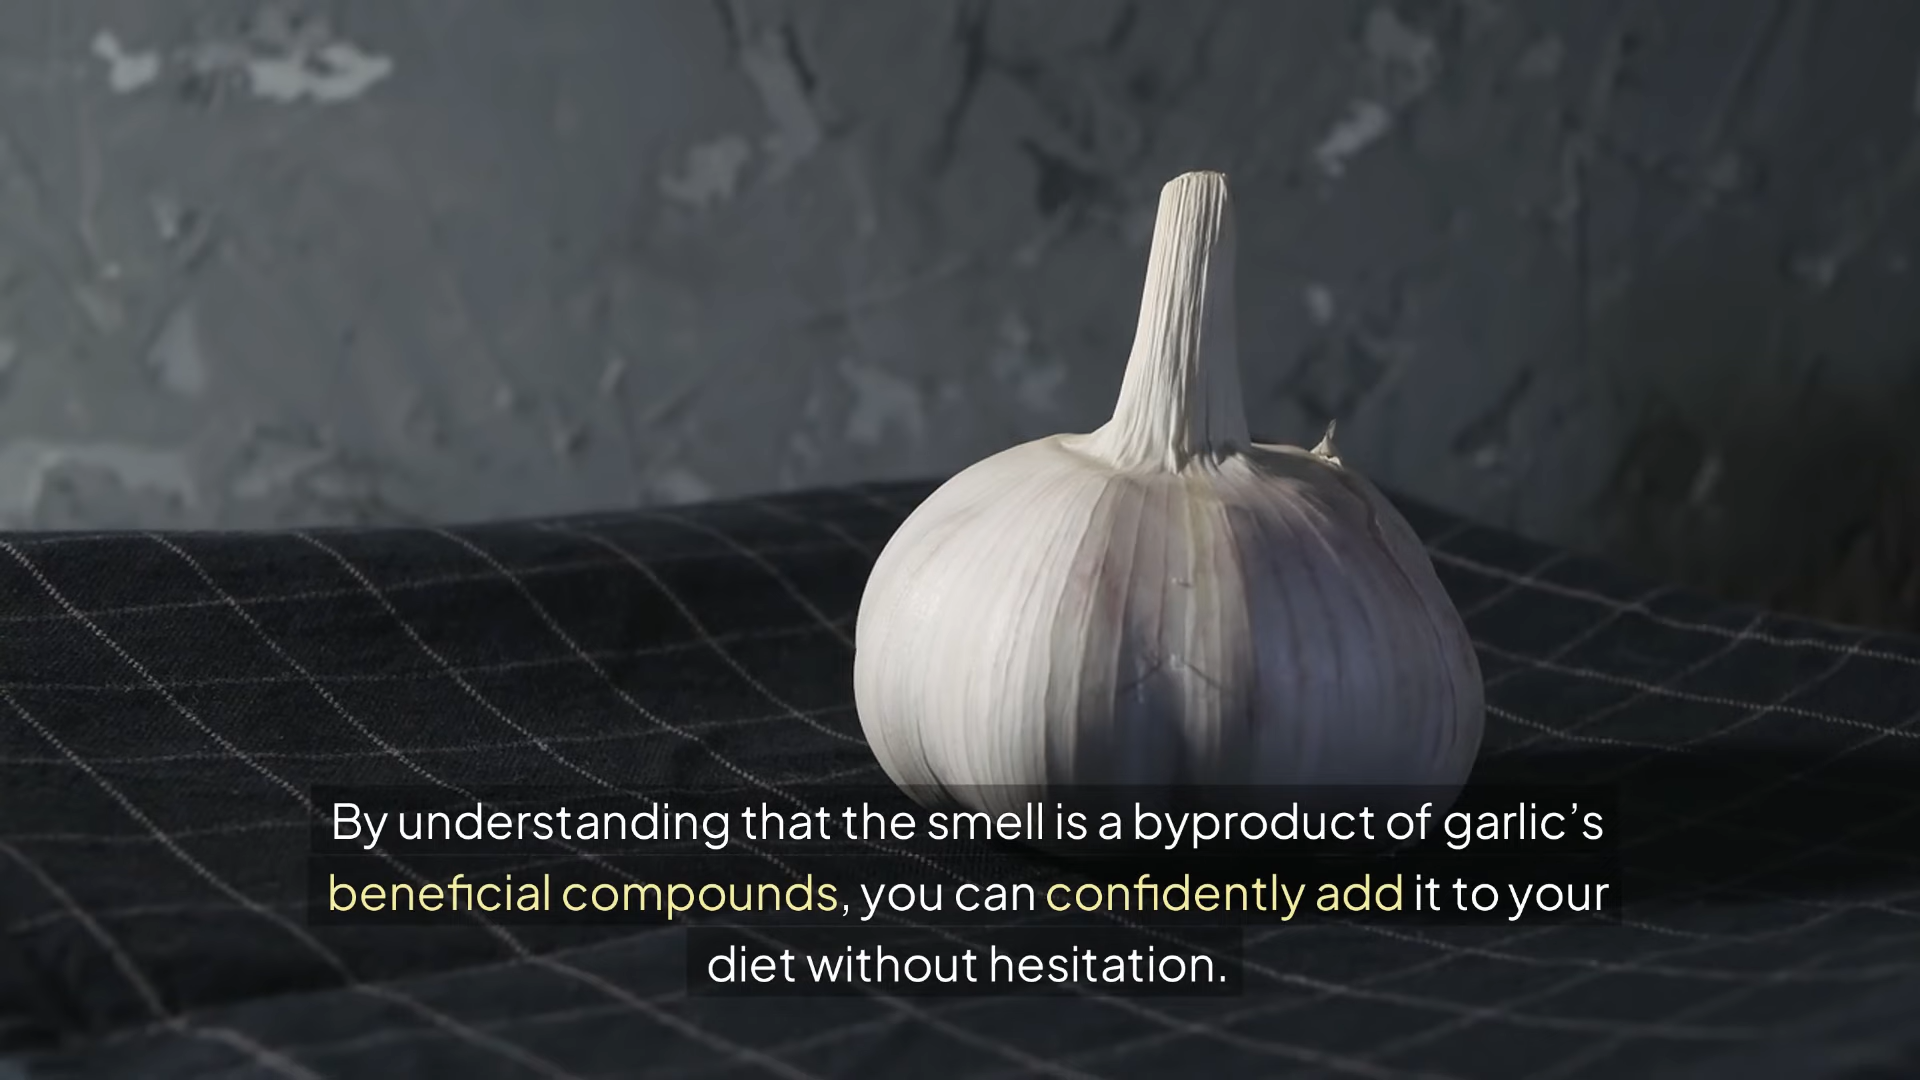 By understanding that the smell is a byproduct of garlic’s
beneficial compounds, you can confidently add it to your
diet without hesitation.